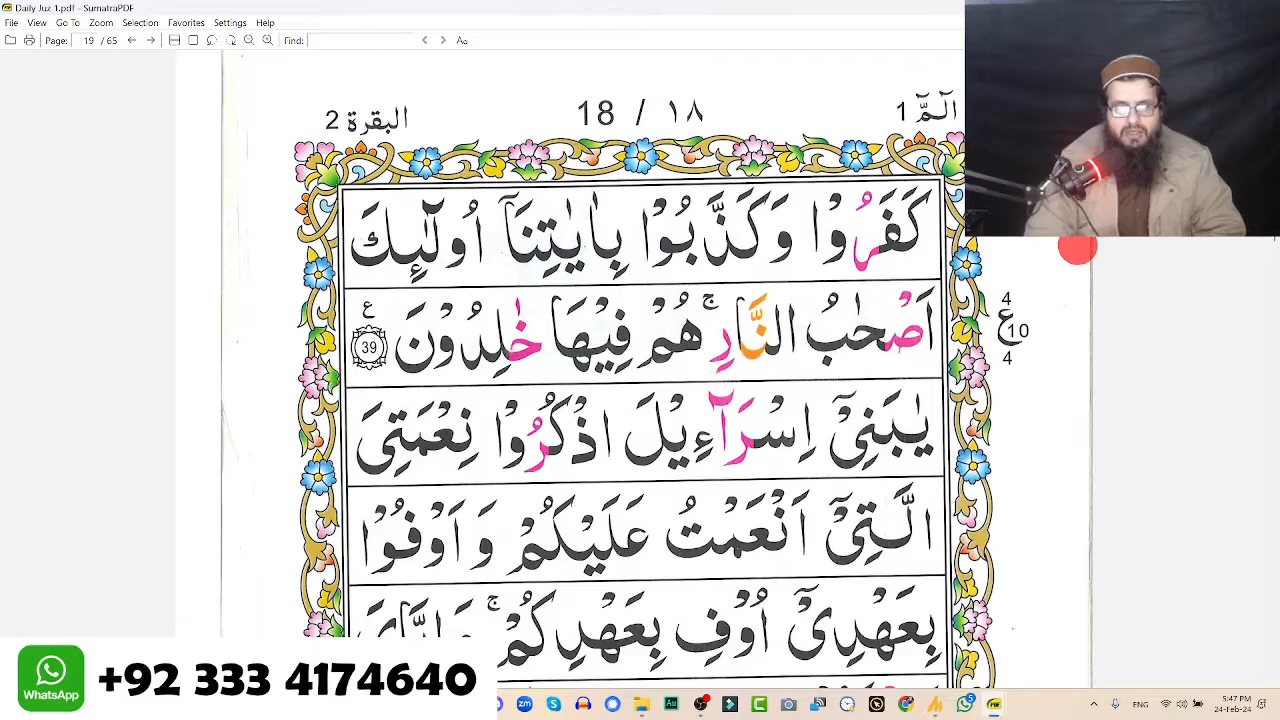 Daily Juz 1.pdf - SumatraPDF
File View Go To Zoom Selection Favorites Settings Help
Page: 19 / 65 Find: Aa
البقرة 2 18 / ١٨ الٓمّٓ 1
كَفَرُوْا وَكَذَّبُوْا بِاٰيٰتِنَآ اُولٰٓئِكَ
اَصْحٰبُ النَّارِ ۚ هُمْ فِيْهَا خٰلِدُوْنَ ع 39
4
ع 10
4
يٰبَنِىْٓ اِسْرَآءِيْلَ اذْكُرُوْا نِعْمَتِىَ
الَّتِىْٓ اَنْعَمْتُ عَلَيْكُمْ وَ اَوْفُوْا
بِعَهْدِىْٓ اُوْفِ بِعَهْدِكُمْ ۚ
WhatsApp +92 333 4174640
ENG 5:47 PM
24-Feb-24